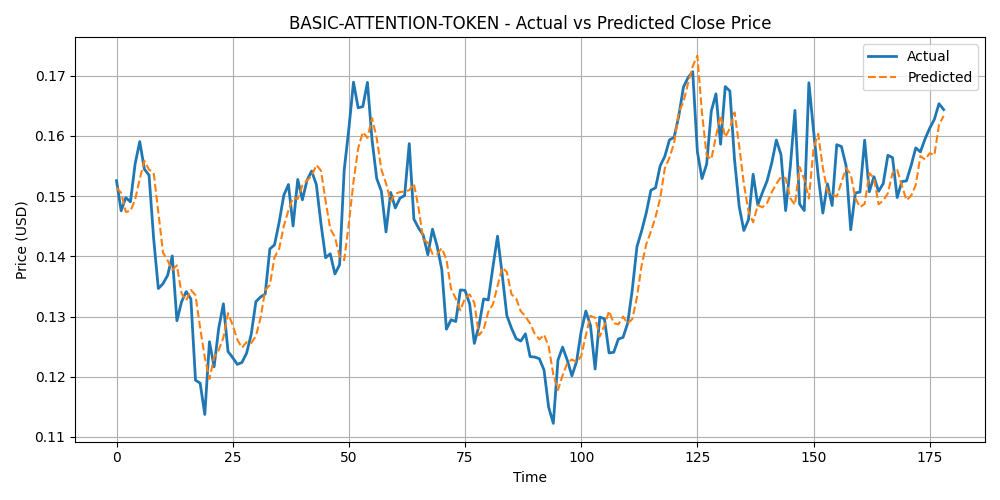 BASIC-ATTENTION-TOKEN - Actual vs Predicted Close Price
Actual
Predicted
Price (USD)
0.17
0.16
0.15
0.14
0.13
0.12
0.11
0 25 50 75 100 125 150 175
Time